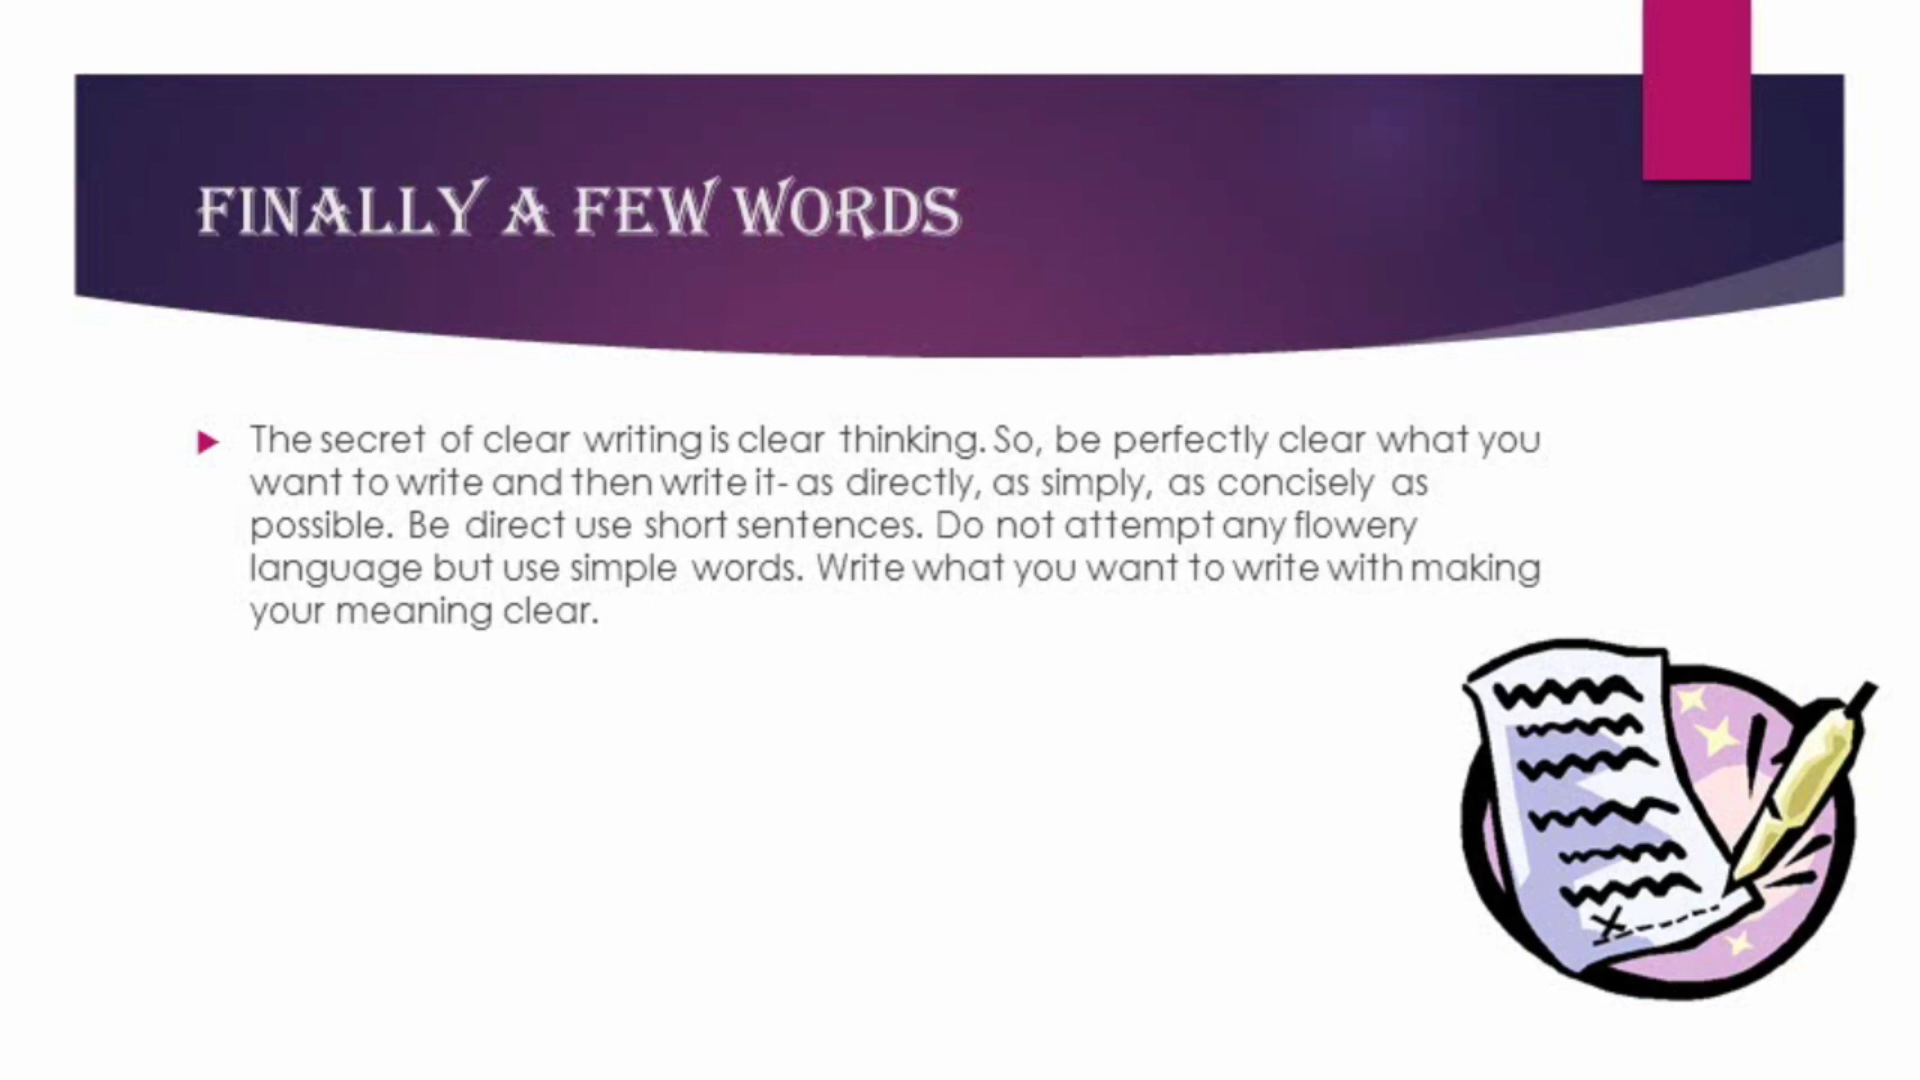 FINALLY A FEW WORDS
The secret of clear writing is clear thinking. So, be perfectly clear what you
want to write and then write it- as directly, as simply, as concisely as
possible. Be direct use short sentences. Do not attempt any flowery
language but use simple words. Write what you want to write with making
your meaning clear.
X